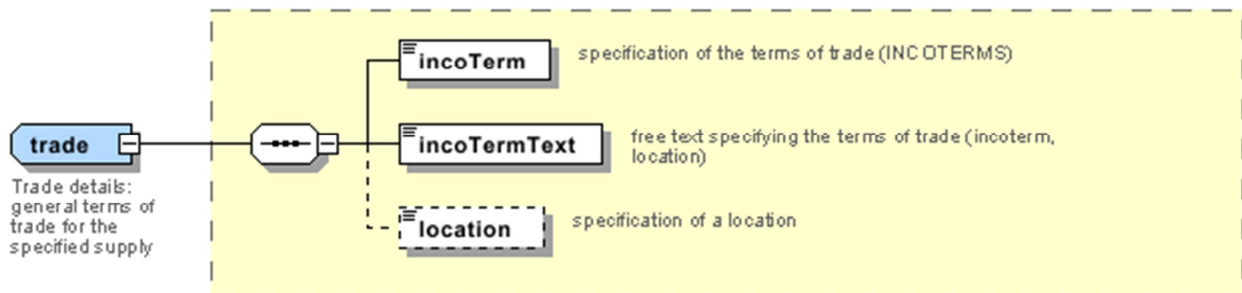 incoTerm
specification of the terms of trade (INCOTERMS)
trade
incoTermText
free text specifying the terms of trade (incoterm,
location)
Trade details:
general terms of
trade for the
specified supply
location
specification of a location